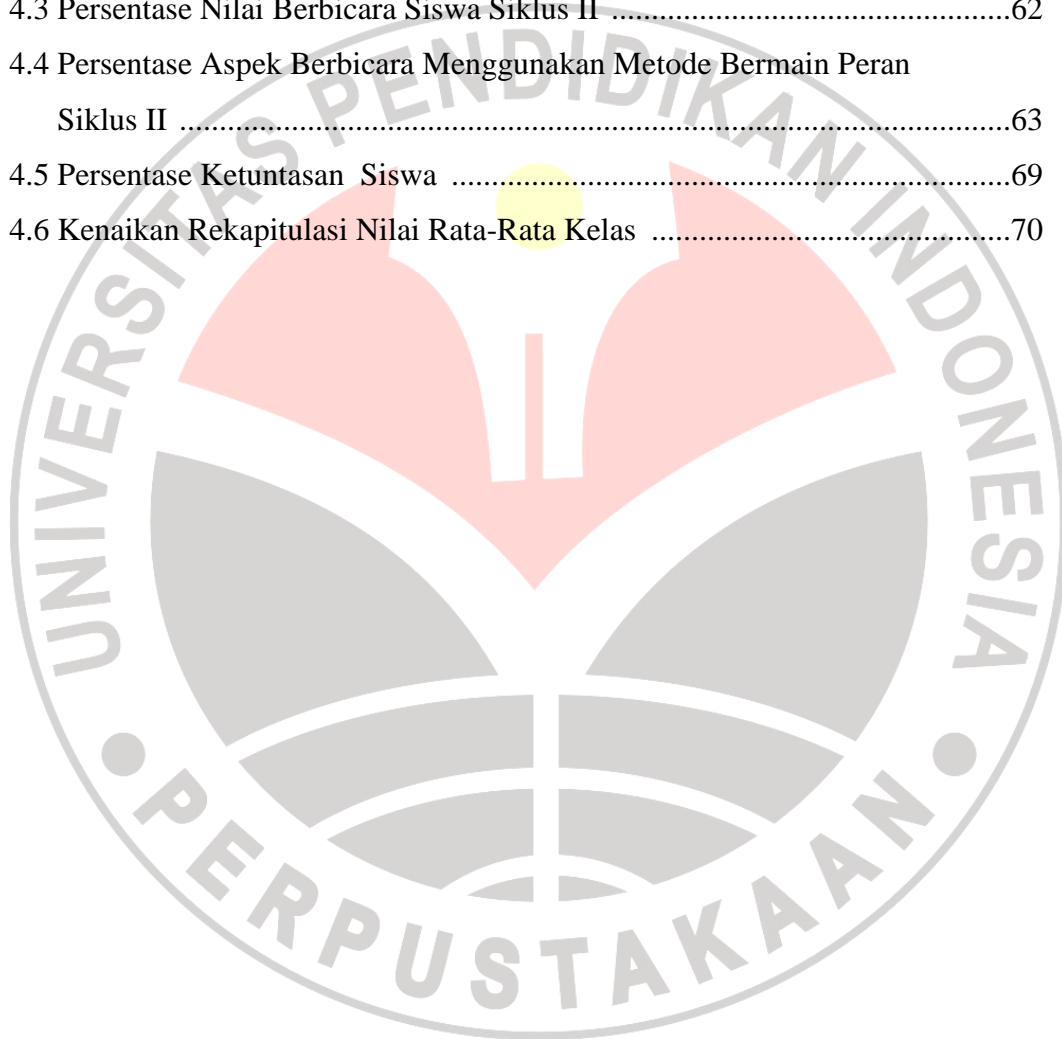 4.3 Persentase Nilai Berbicara Siswa Siklus II ................................................62
4.4 Persentase Aspek Berbicara Menggunakan Metode Bermain Peran
Siklus II ....................................................................................................63
4.5 Persentase Ketuntasan  Siswa ....................................................................69
4.6 Kenaikan Rekapitulasi Nilai Rata-Rata Kelas ...........................................70
UNIVERSITAS PENDIDIKAN INDONESIA
PERPUSTAKAAN